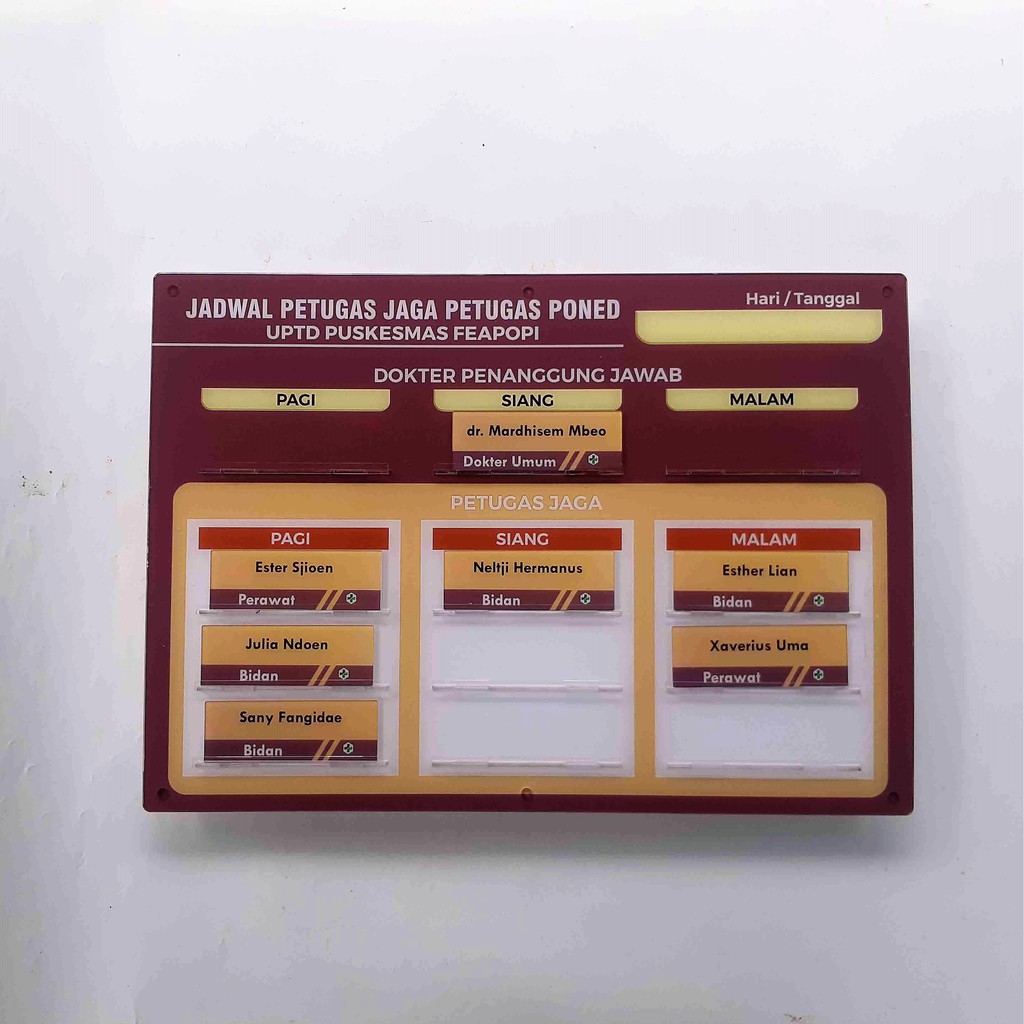 JADWAL PETUGAS JAGA PETUGAS PONED
UPTD PUSKESMAS FEAPOPI
Hari / Tanggal
DOKTER PENANGGUNG JAWAB
PAGI
SIANG
dr. Mardhisem Mbeo
Dokter Umum
MALAM
PETUGAS JAGA
PAGI
Ester Sjioen
Perawat
Julia Ndoen
Bidan
Sany Fangidae
Bidan
SIANG
Neltji Hermanus
Bidan
MALAM
Esther Lian
Bidan
Xaverius Uma
Perawat